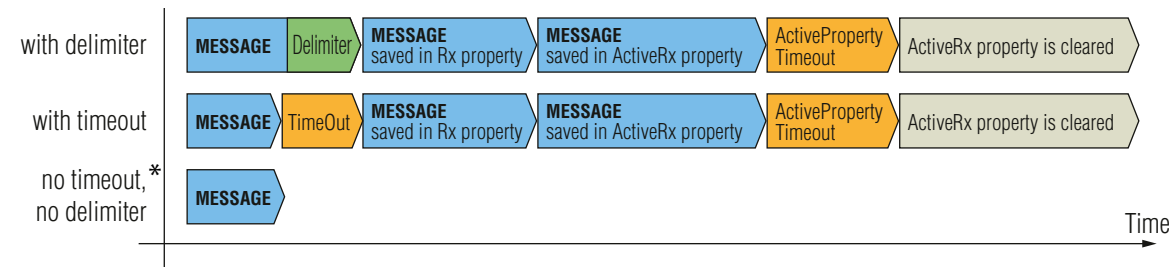 with delimiter
MESSAGE
Delimiter
MESSAGE
saved in Rx property
MESSAGE
saved in ActiveRx property
ActiveProperty
Timeout
ActiveRx property is cleared
with timeout
MESSAGE
TimeOut
MESSAGE
saved in Rx property
MESSAGE
saved in ActiveRx property
ActiveProperty
Timeout
ActiveRx property is cleared
no timeout,*
no delimiter
MESSAGE
Time